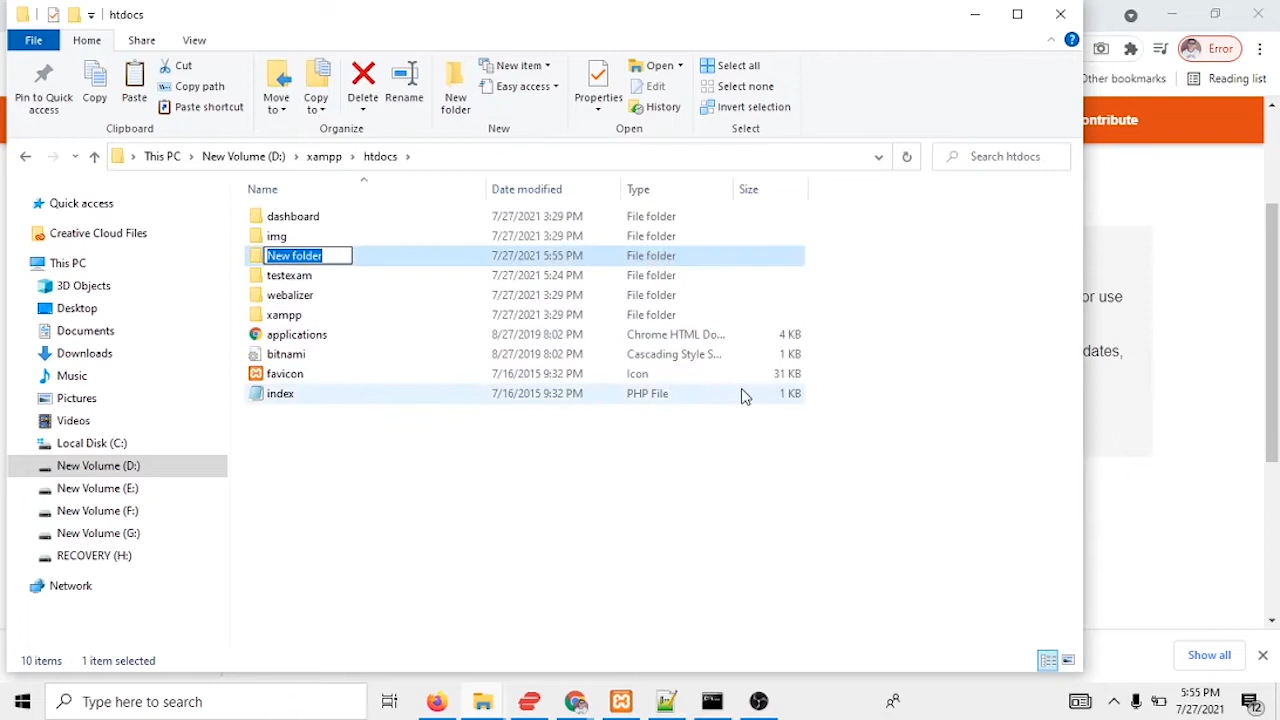 htdocs
File Home Share View
Error
Pin to Quick access
Copy
Paste
Cut
Copy path
Paste shortcut
Clipboard
Move to
Copy to
Delete
Rename
Organize
New folder
New item
Easy access
New
Properties
Open
Edit
History
Open
Select all
Select none
Invert selection
Select
Other bookmarks
Reading list
ontribute
This PC > New Volume (D:) > xampp > htdocs >
Search htdocs
Name Date modified Type Size
dashboard 7/27/2021 3:29 PM File folder
img 7/27/2021 3:29 PM File folder
New folder 7/27/2021 5:55 PM File folder
testexam 7/27/2021 5:24 PM File folder
webalizer 7/27/2021 3:29 PM File folder
xampp 7/27/2021 3:29 PM File folder
applications 8/27/2019 8:02 PM Chrome HTML Do... 4 KB
bitnami 8/27/2019 8:02 PM Cascading Style S... 1 KB
favicon 7/16/2015 9:32 PM Icon 31 KB
index 7/16/2015 9:32 PM PHP File 1 KB
Quick access
Creative Cloud Files
This PC
3D Objects
Desktop
Documents
Downloads
Music
Pictures
Videos
Local Disk (C:)
New Volume (D:)
New Volume (E:)
New Volume (F:)
New Volume (G:)
RECOVERY (H:)
Network
or use
dates,
10 items 1 item selected
Show all
Type here to search
5:55 PM
7/27/2021
12